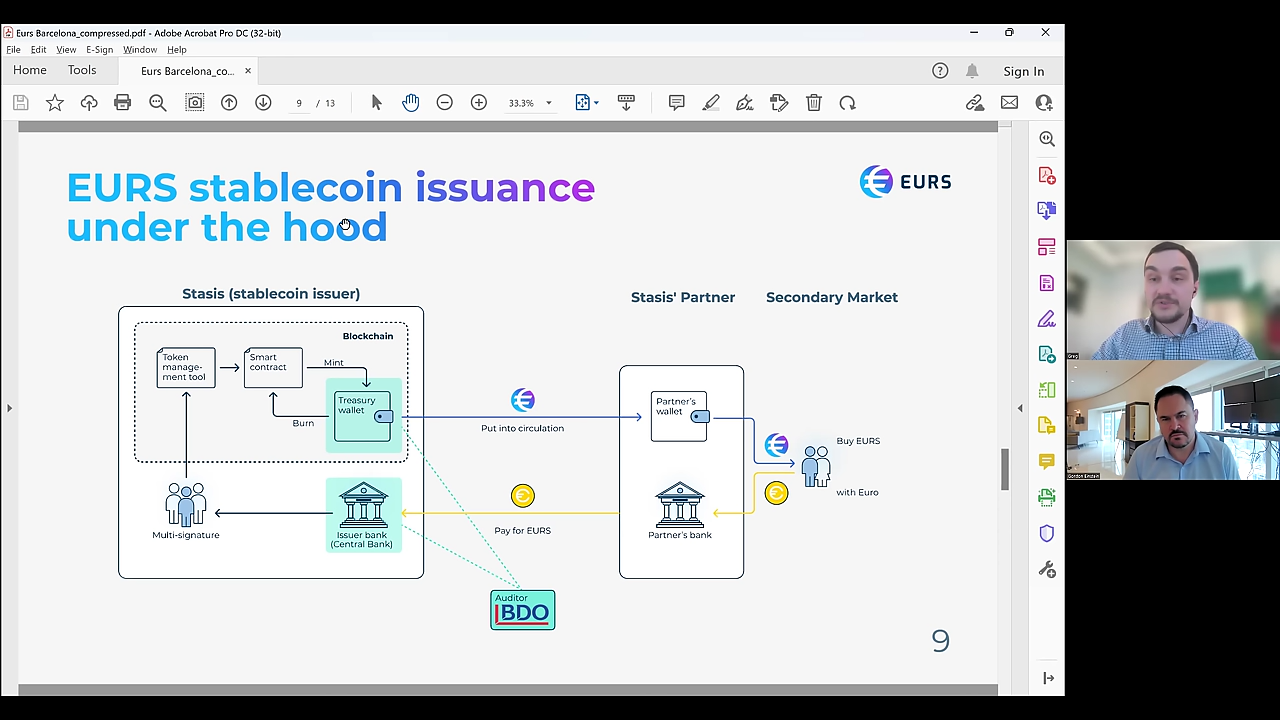 Eurs Barcelona_compressed.pdf - Adobe Acrobat Pro DC (32-bit)
File Edit View E-Sign Window Help
Home Tools Eurs Barcelona_co... × Sign In
9 / 13 33.3%
EURS stablecoin issuance
under the hood
EURS
Stasis (stablecoin issuer)
Stasis' Partner
Secondary Market
Blockchain
Token
manage-
ment tool
Smart
contract
Mint
Treasury
wallet
Burn
Put into circulation
Partner's
wallet
Buy EURS
with Euro
Multi-signature
Issuer bank
(Central Bank)
Pay for EURS
Partner's bank
Auditor
BDO
9
Greg
Gordon Einstein